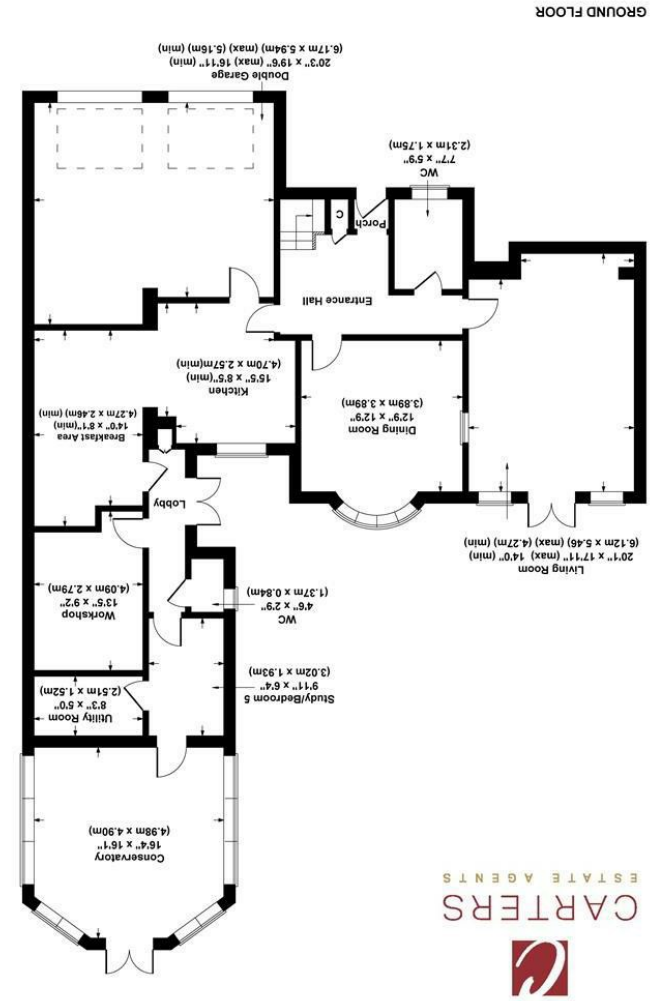 CARTERS
ESTATE AGENTS
Conservatory
16'4" x 16'1"
(4.98m x 4.90m)
Utility Room
8'3" x 5'0"
(2.51m x 1.52m)
Study/Bedroom 5
9'11" x 6'4"
(3.02m x 1.93m)
Workshop
13'5" x 9'2"
(4.09m x 2.79m)
WC
4'6" x 2'9"
(1.37m x 0.84m)
Living Room
20'1" x 17'11" (max) 14'0" (min)
(6.12m x 5.46) (max) (4.27m) (min)
Lobby
Dining Room
12'9" x 12'9"
(3.89m x 3.89m)
Breakfast Area
14'0" x 8'1"(min)
(4.27m x 2.46m) (min)
Kitchen
15'5" x 8'5"(min)
(4.70m x 2.57m)(min)
Entrance Hall
Porch
C
WC
7'7" x 5'9"
(2.31m x 1.75m)
Double Garage
20'3" x 19'6" (max) 16'11" (min)
(6.17m x 5.94m) (max) (5.16m) (min)
GROUND FLOOR